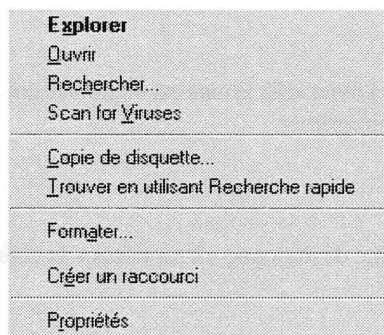 Explorer
Ouvrir
Rechercher...
Scan for Viruses
Copie de disquette...
Trouver en utilisant Recherche rapide
Formater...
Créer un raccourci
Propriétés